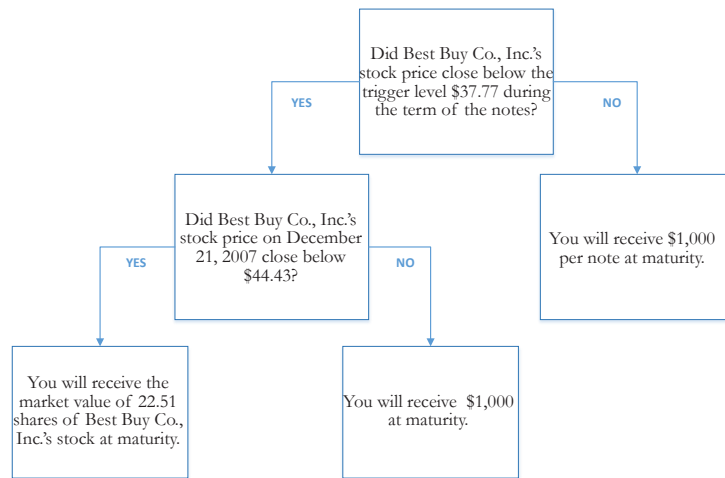 Did Best Buy Co., Inc.'s
stock price close below the
trigger level $37.77 during
the term of the notes?
YES
NO
Did Best Buy Co., Inc.'s
stock price on December
21, 2007 close below
$44.43?
You will receive $1,000
per note at maturity.
YES
NO
You will receive the
market value of 22.51
shares of Best Buy Co.,
Inc.'s stock at maturity.
You will receive $1,000
at maturity.